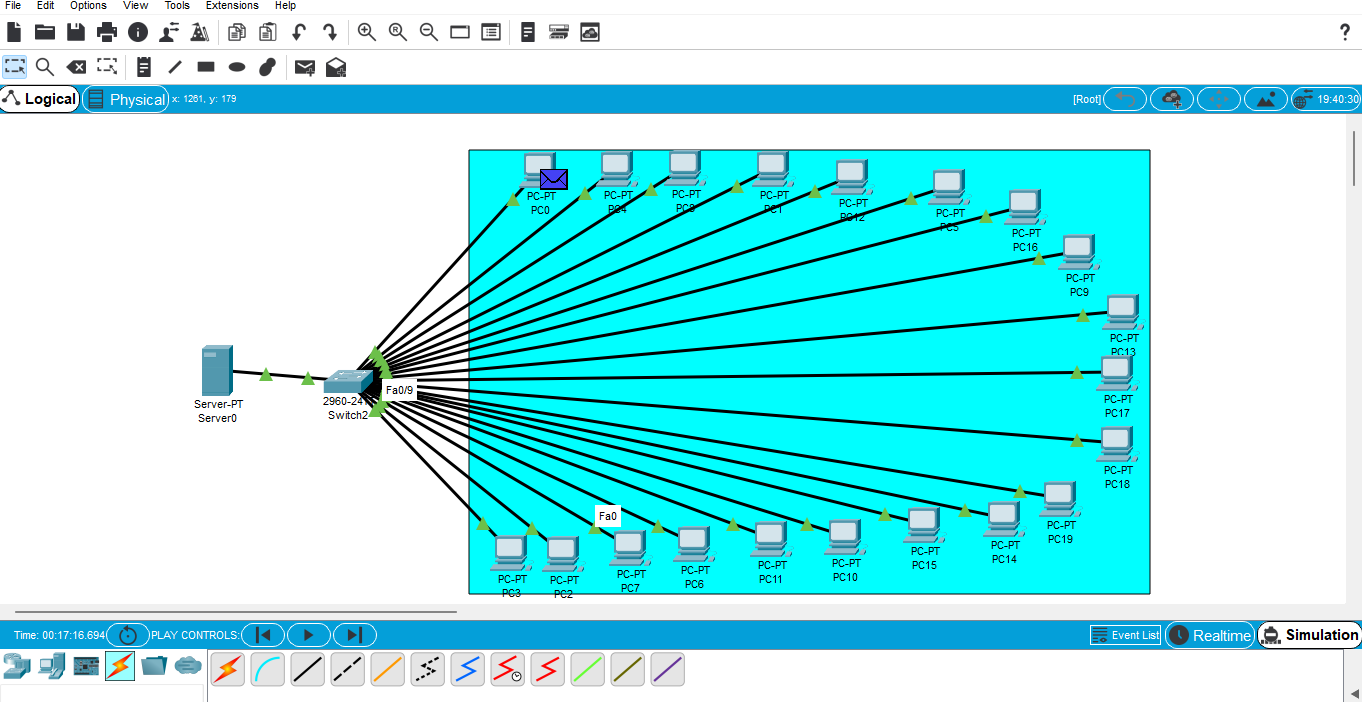 File Edit Options View Tools Extensions Help
Logical Physical x: 1261, y: 179 [Root] 19:40:30
PC-PT
PC0
PC-PT
PC4
PC-PT
PC8
PC-PT
PC1
PC-PT
PC12
PC-PT
PC5
PC-PT
PC16
PC-PT
PC9
PC-PT
PC13
PC-PT
PC17
PC-PT
PC18
PC-PT
PC19
Server-PT
Server0
2960-24
Switch2
Fa0/9
Fa0
PC-PT
PC3
PC-PT
PC2
PC-PT
PC7
PC-PT
PC6
PC-PT
PC11
PC-PT
PC10
PC-PT
PC15
PC-PT
PC14
Time: 00:17:16.694 PLAY CONTROLS: Event List Realtime Simulation